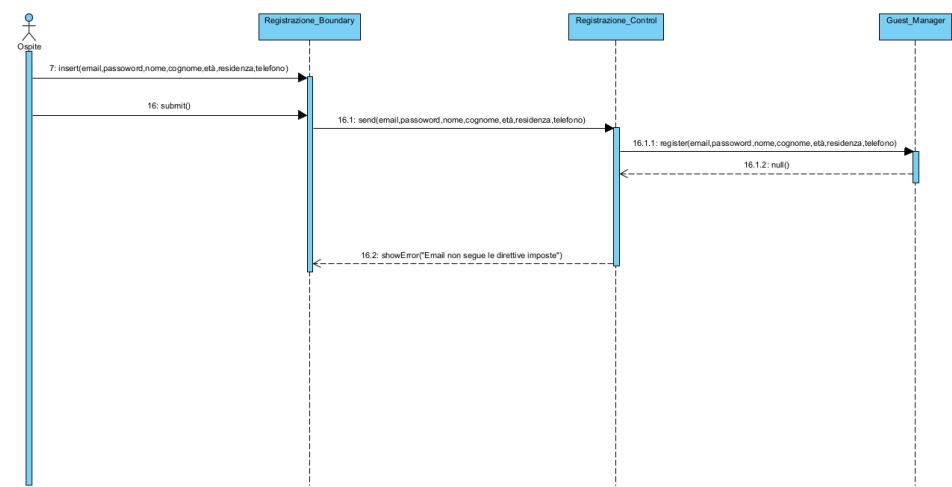 Registrazione_Boundary
Registrazione_Control
Guest_Manager
Ospite
7: insert(email,passoword,nome,cognome,età,residenza,telefono)
16: submit()
16.1: send(email,passoword,nome,cognome,età,residenza,telefono)
16.1.1: register(email,passoword,nome,cognome,età,residenza,telefono)
16.1.2: null()
16.2: showError("Email non segue le direttive imposte")